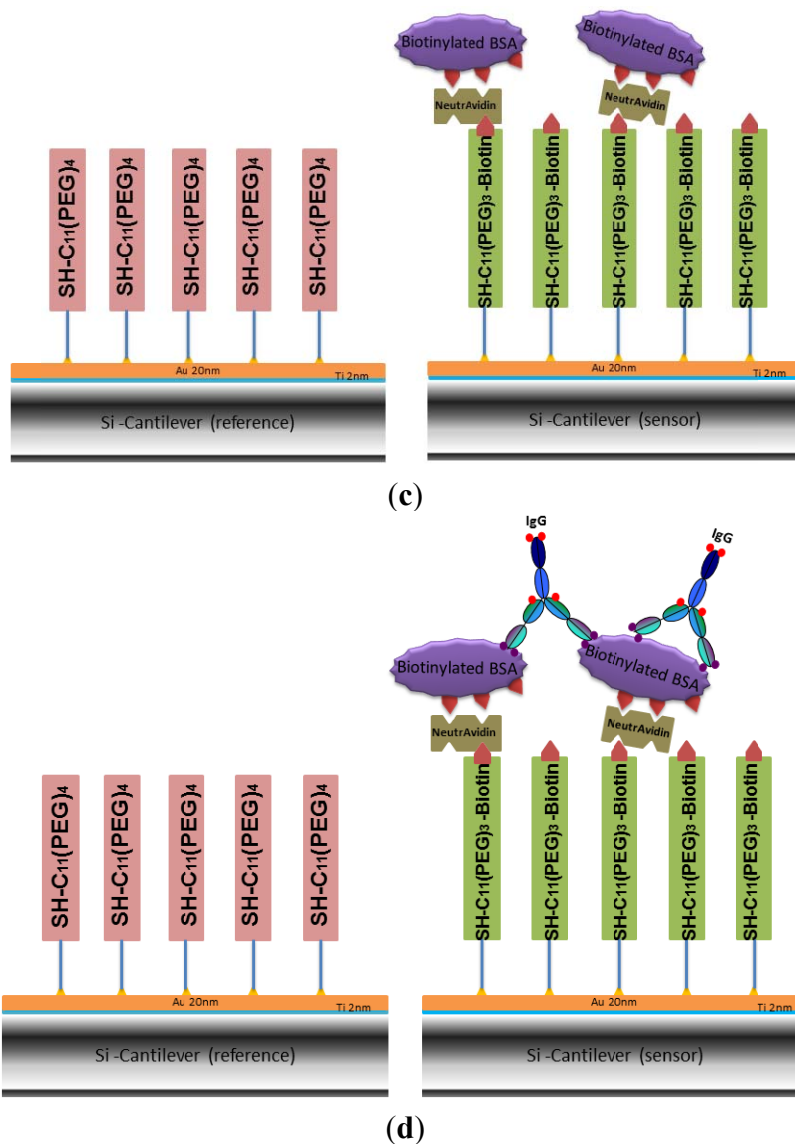 Biotinylated BSA
Biotinylated BSA
NeutrAvidin
NeutrAvidin
SH-C₁₁(PEG)₄
SH-C₁₁(PEG)₄
SH-C₁₁(PEG)₄
SH-C₁₁(PEG)₄
SH-C₁₁(PEG)₄
SH-C₁₁(PEG)₃-Biotin
SH-C₁₁(PEG)₃-Biotin
SH-C₁₁(PEG)₃-Biotin
SH-C₁₁(PEG)₃-Biotin
SH-C₁₁(PEG)₃-Biotin
Au 20nm
Ti 2nm
Si -Cantilever (reference)
Au 20nm
Ti 2nm
Si -Cantilever (sensor)
(c)
IgG
IgG
Biotinylated BSA
Biotinylated BSA
NeutrAvidin
NeutrAvidin
SH-C₁₁(PEG)₄
SH-C₁₁(PEG)₄
SH-C₁₁(PEG)₄
SH-C₁₁(PEG)₄
SH-C₁₁(PEG)₄
SH-C₁₁(PEG)₃-Biotin
SH-C₁₁(PEG)₃-Biotin
SH-C₁₁(PEG)₃-Biotin
SH-C₁₁(PEG)₃-Biotin
SH-C₁₁(PEG)₃-Biotin
Au 20nm
Ti 2nm
Si -Cantilever (reference)
Au 20nm
Ti 2nm
Si -Cantilever (sensor)
(d)